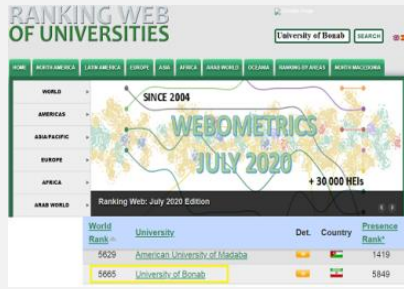 RANKING WEB
OF UNIVERSITIES
University of Bonab
SEARCH
HOME
NORTH AMERICA
LATIN AMERICA
EUROPE
ASIA
AFRICA
ARAB WORLD
OCEANIA
RANKING BY AREAS
NORTH MACEDONIA
WORLD
AMERICAS
ASIA/PACIFIC
EUROPE
AFRICA
ARAB WORLD
SINCE 2004
WEBOMETRICS
JULY 2020
+ 30 000 HEIs
Ranking Web: July 2020 Edition
World Rank University Det. Country Presence Rank*
5629 American University of Madaba 1419
5665 University of Bonab 5849